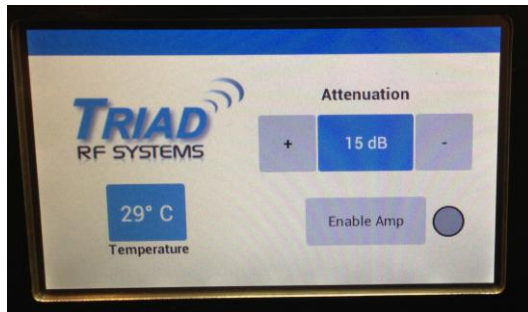 TRIAD
RF SYSTEMS
Attenuation
+ 15 dB -
29° C
Temperature
Enable Amp